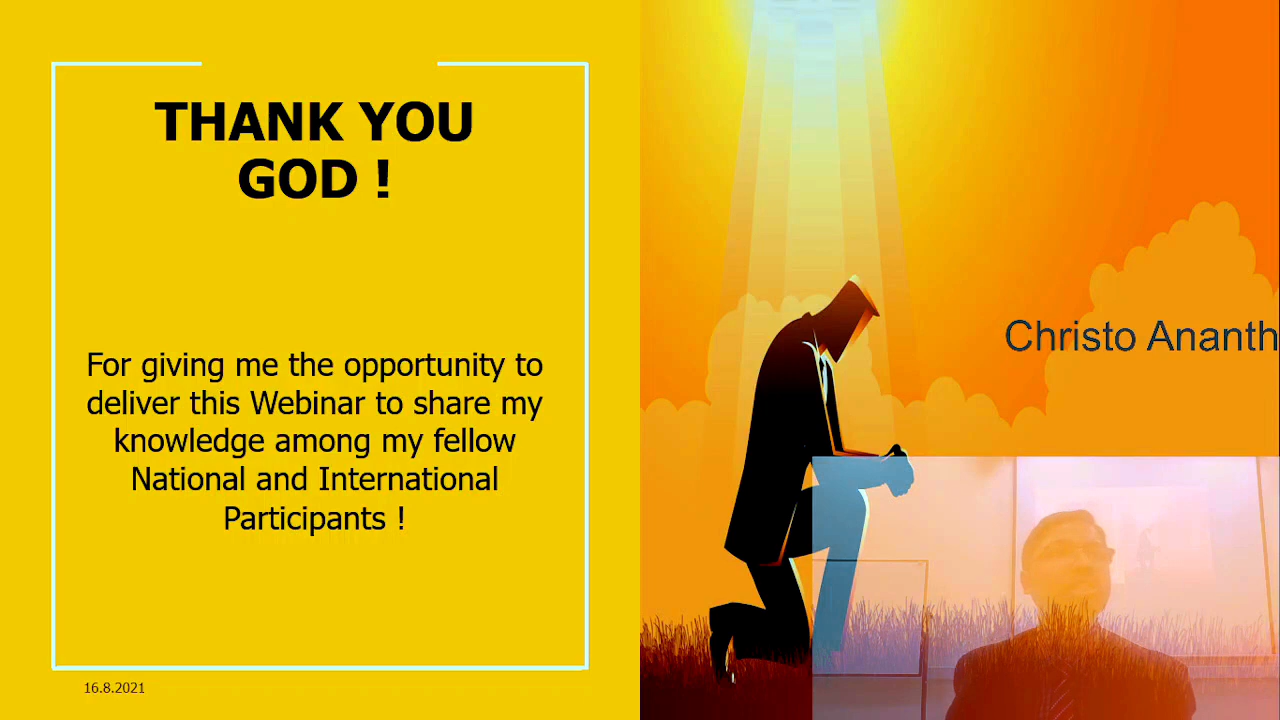 THANK YOU
GOD !
For giving me the opportunity to
deliver this Webinar to share my
knowledge among my fellow
National and International
Participants !
16.8.2021
Christo Ananth